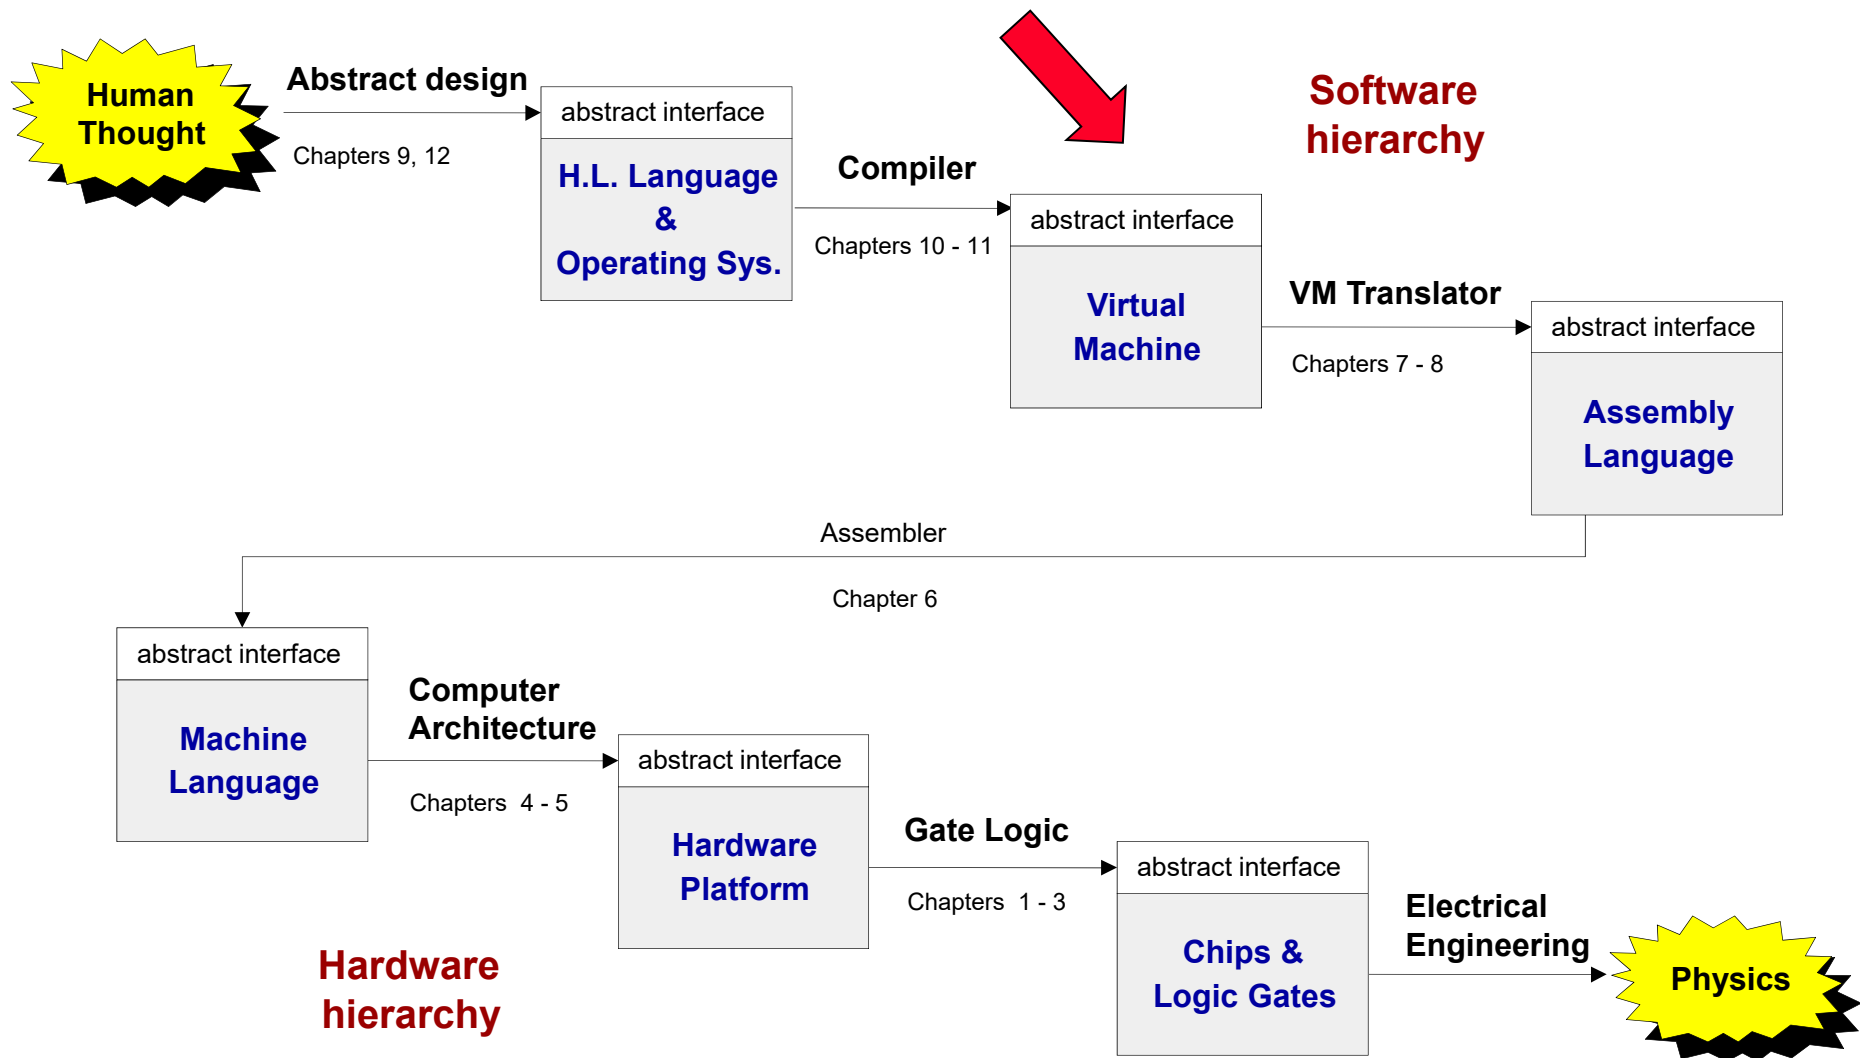 Human
Thought
Abstract design
Chapters 9, 12
abstract interface
H.L. Language
&
Operating Sys.
Compiler
Chapters 10 - 11
Software
hierarchy
abstract interface
Virtual
Machine
VM Translator
Chapters 7 - 8
abstract interface
Assembly
Language
Assembler
Chapter 6
abstract interface
Machine
Language
Computer
Architecture
Chapters 4 - 5
abstract interface
Hardware
Platform
Gate Logic
Chapters 1 - 3
abstract interface
Chips &
Logic Gates
Electrical
Engineering
Physics
Hardware
hierarchy